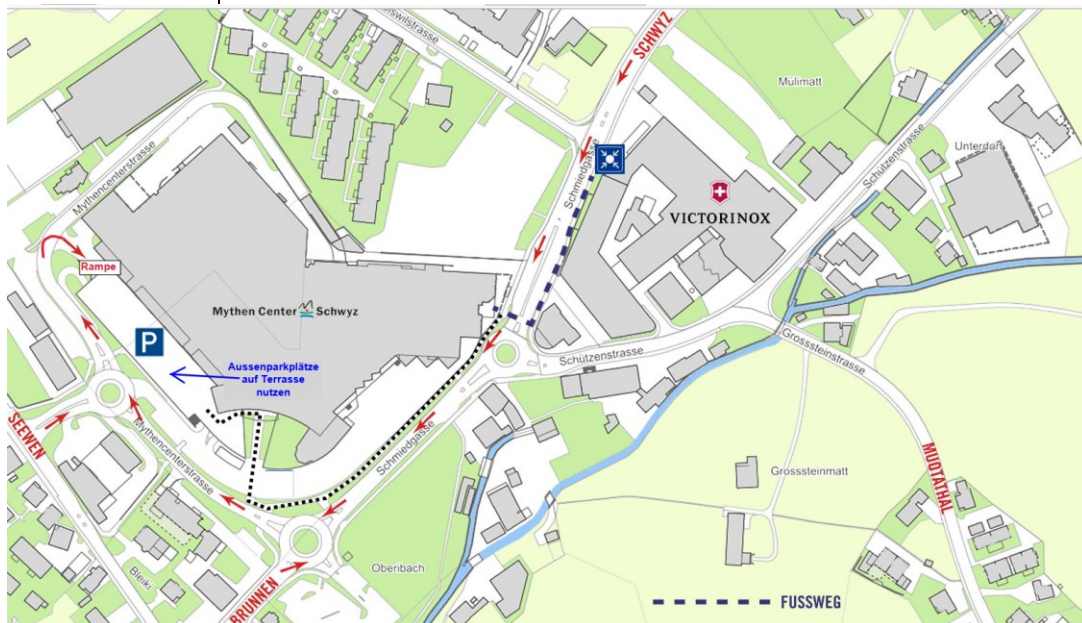 SCHWYZ
Mülimatt
Schützenstrasse
Unterdorf
Mythencenterstrasse
Schmiedgasse
VICTORINOX
Rampe
Mythen Center Schwyz
P
Aussenparkplätze
auf Terrasse
nutzen
Schützenstrasse
Grosssteinstrasse
SEEWEN
Mythencenterstrasse
Schmiedgasse
MUOTATHAL
Grosssteinmatt
Bleiki
Oberibach
BRUNNEN
FUSSWEG